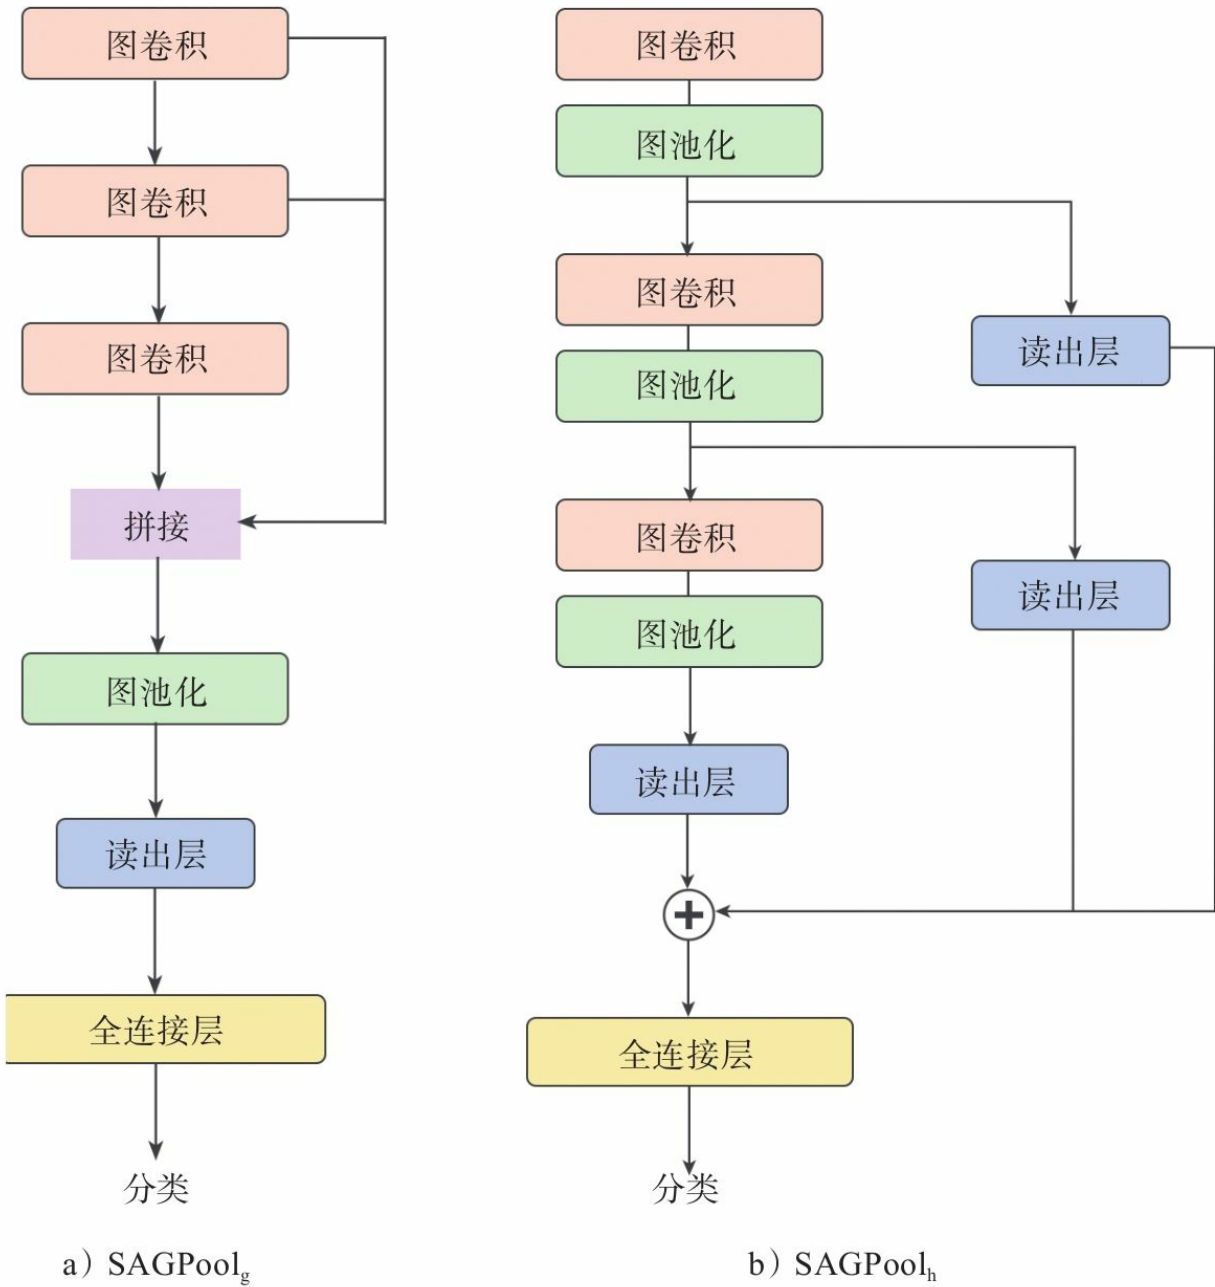 图卷积
图卷积
图卷积
拼接
图池化
读出层
全连接层
分类
a）SAGPoolg
图卷积
图池化
图卷积
读出层
图池化
图卷积
读出层
图池化
读出层
+
全连接层
分类
b）SAGPoolh